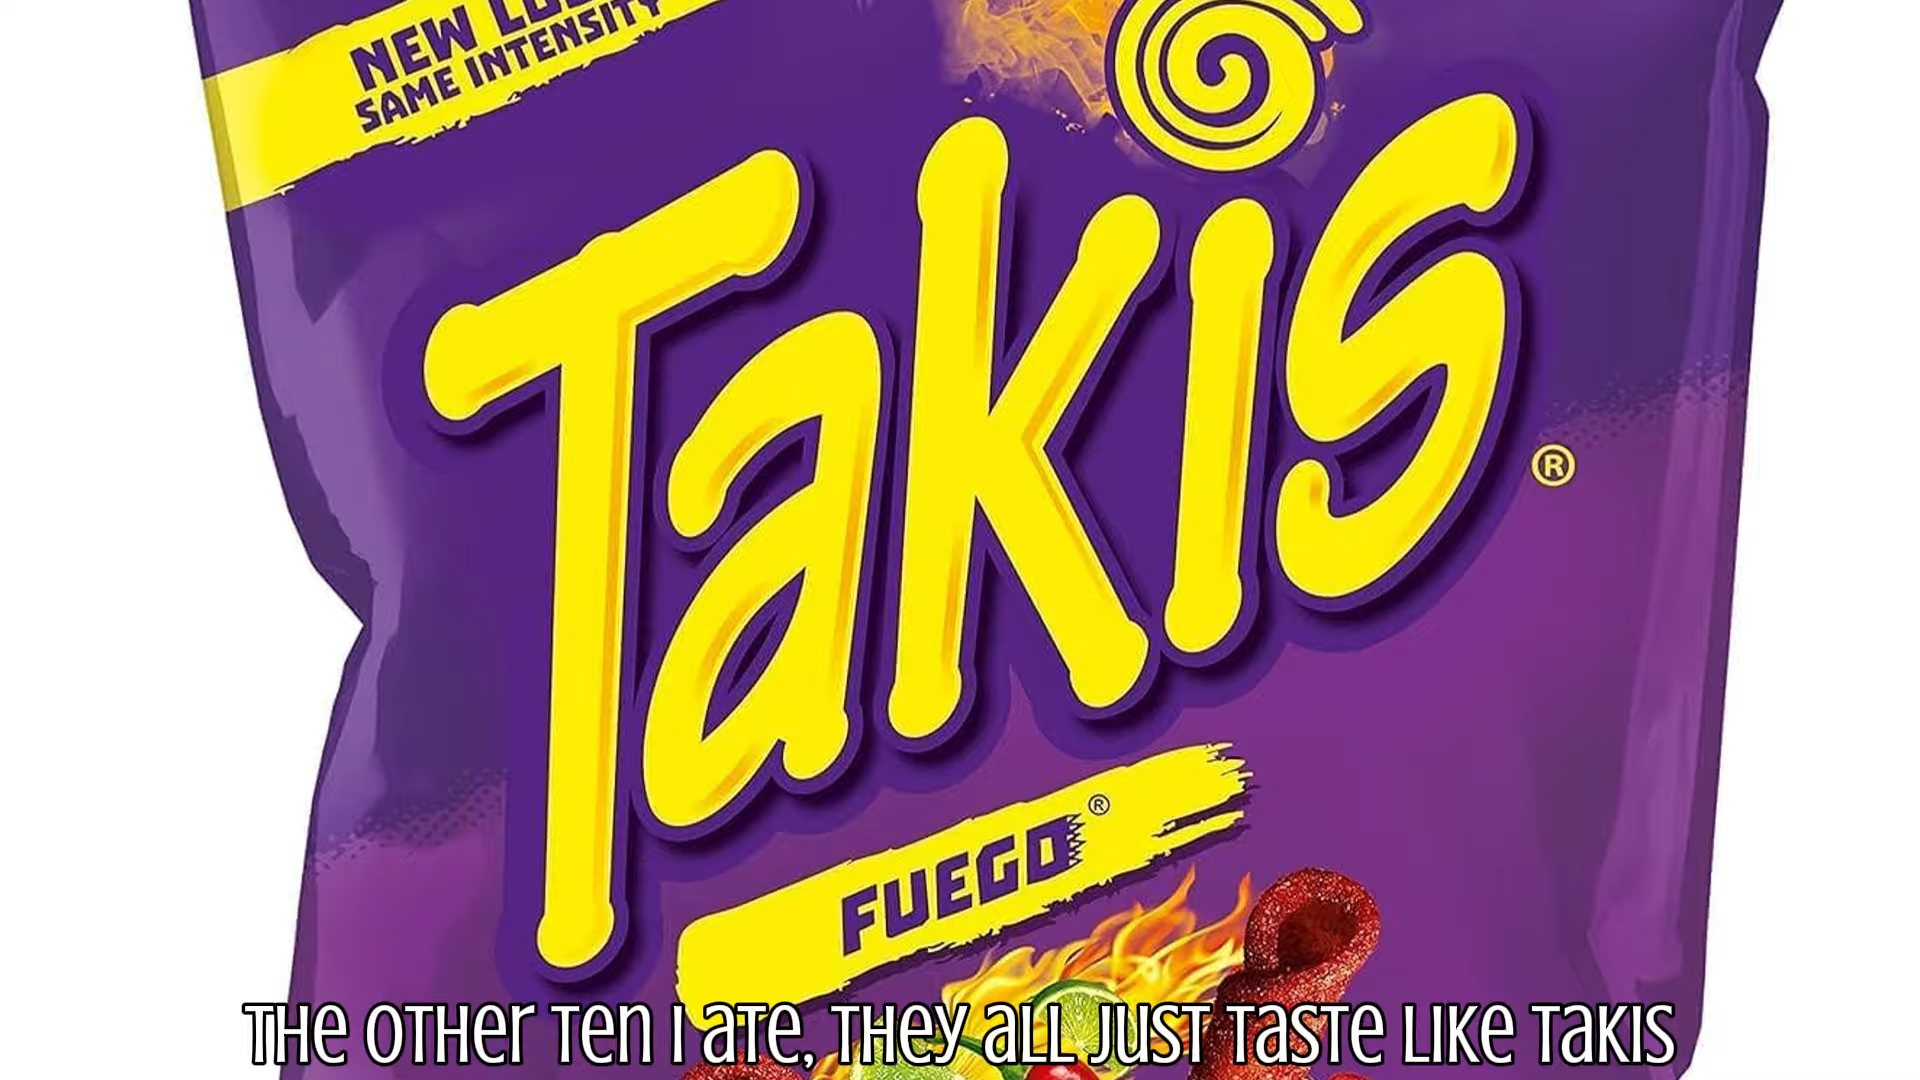 NEW
SAME INTENSITY
Takis
®
FUEGO®
THE OTHER TEN I ATE, THEY ALL JUST TASTE LIKE TAKIS